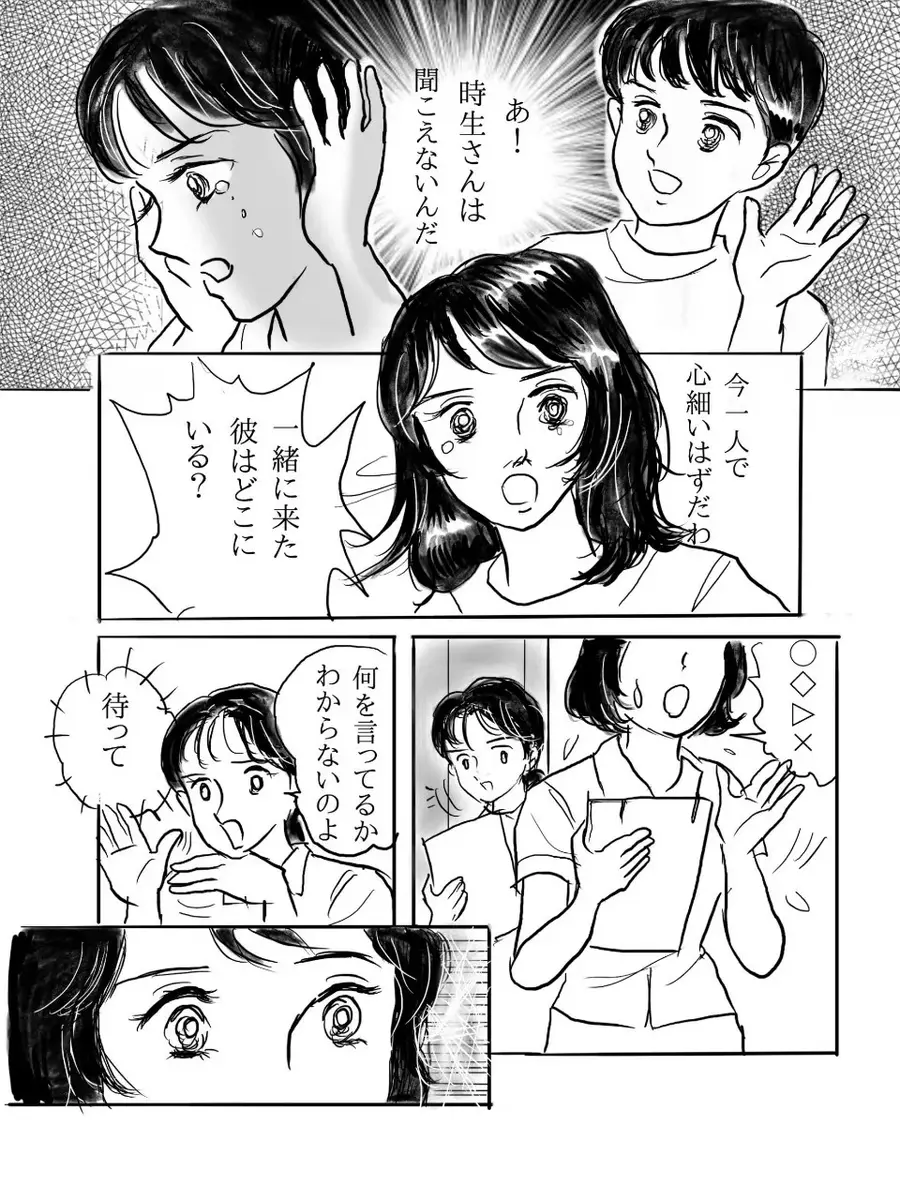 あ!
時生さんは
聞こえないんだ
今一人で
心細いはずだわ
一緒に来た
彼はどこに
いる?
○◇▷×
何を言ってるか
わからないのよ
待って